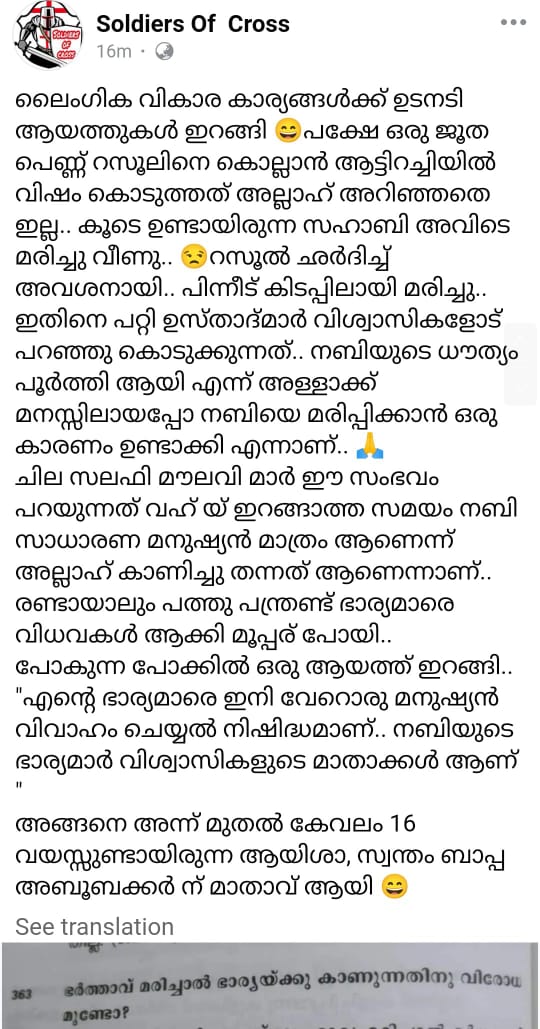 Soldiers Of Cross
16m ·
ലൈംഗിക വികാര കാര്യങ്ങൾക്ക് ഉടനടി
ആയത്തുകൾ ഇറങ്ങി 😄പക്ഷേ ഒരു ജൂത
പെണ്ണ് റസൂലിനെ കൊല്ലാൻ ആട്ടിറച്ചിയിൽ
വിഷം കൊടുത്തത് അല്ലാഹ് അറിഞ്ഞതെ
ഇല്ല.. കൂടെ ഉണ്ടായിരുന്ന സഹാബി അവിടെ
മരിച്ചു വീണു.. 😒റസൂൽ ഛർദിച്ച്
അവശനായി.. പിന്നീട് കിടപ്പിലായി മരിച്ചു..
ഇതിനെ പറ്റി ഉസ്താദ്മാർ വിശ്വാസികളോട്
പറഞ്ഞു കൊടുക്കുന്നത്.. നബിയുടെ ധൗത്യം
പൂർത്തി ആയി എന്ന് അള്ളാക്ക്
മനസ്സിലായപ്പോ നബിയെ മരിപ്പിക്കാൻ ഒരു
കാരണം ഉണ്ടാക്കി എന്നാണ്.. 🙏
ചില സലഫി മൗലവി മാർ ഈ സംഭവം
പറയുന്നത് വഹ് യ് ഇറങ്ങാത്ത സമയം നബി
സാധാരണ മനുഷ്യൻ മാത്രം ആണെന്ന്
അല്ലാഹ് കാണിച്ചു തന്നത് ആണെന്നാണ്..
രണ്ടായാലും പത്തു പന്ത്രണ്ട് ഭാര്യമാരെ
വിധവകൾ ആക്കി മൂപ്പര് പോയി..
പോകുന്ന പോക്കിൽ ഒരു ആയത്ത് ഇറങ്ങി..
"എന്റെ ഭാര്യമാരെ ഇനി വേറൊരു മനുഷ്യൻ
വിവാഹം ചെയ്യൽ നിഷിദ്ധമാണ്.. നബിയുടെ
ഭാര്യമാർ വിശ്വാസികളുടെ മാതാക്കൾ ആണ്
"
അങ്ങനെ അന്ന് മുതൽ കേവലം 16
വയസ്സുണ്ടായിരുന്ന ആയിശാ, സ്വന്തം ബാപ്പ
അബൂബക്കർ ന് മാതാവ് ആയി 😄
See translation
363 ഭർത്താവ് മരിച്ചാൽ ഭാര്യയ്ക്കു കാണുന്നതിനു വിരോധ
മുണ്ടോ?